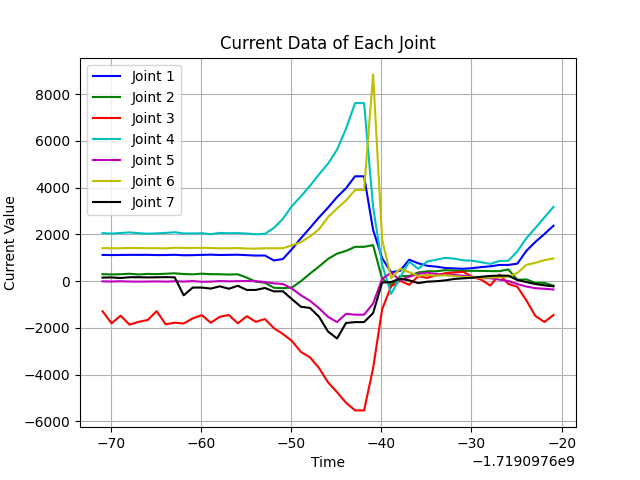 Current Data of Each Joint
Joint 1
Joint 2
Joint 3
Joint 4
Joint 5
Joint 6
Joint 7
8000
6000
4000
2000
0
−2000
−4000
−6000
Current Value
−70 −60 −50 −40 −30 −20
Time
−1.7190976e9